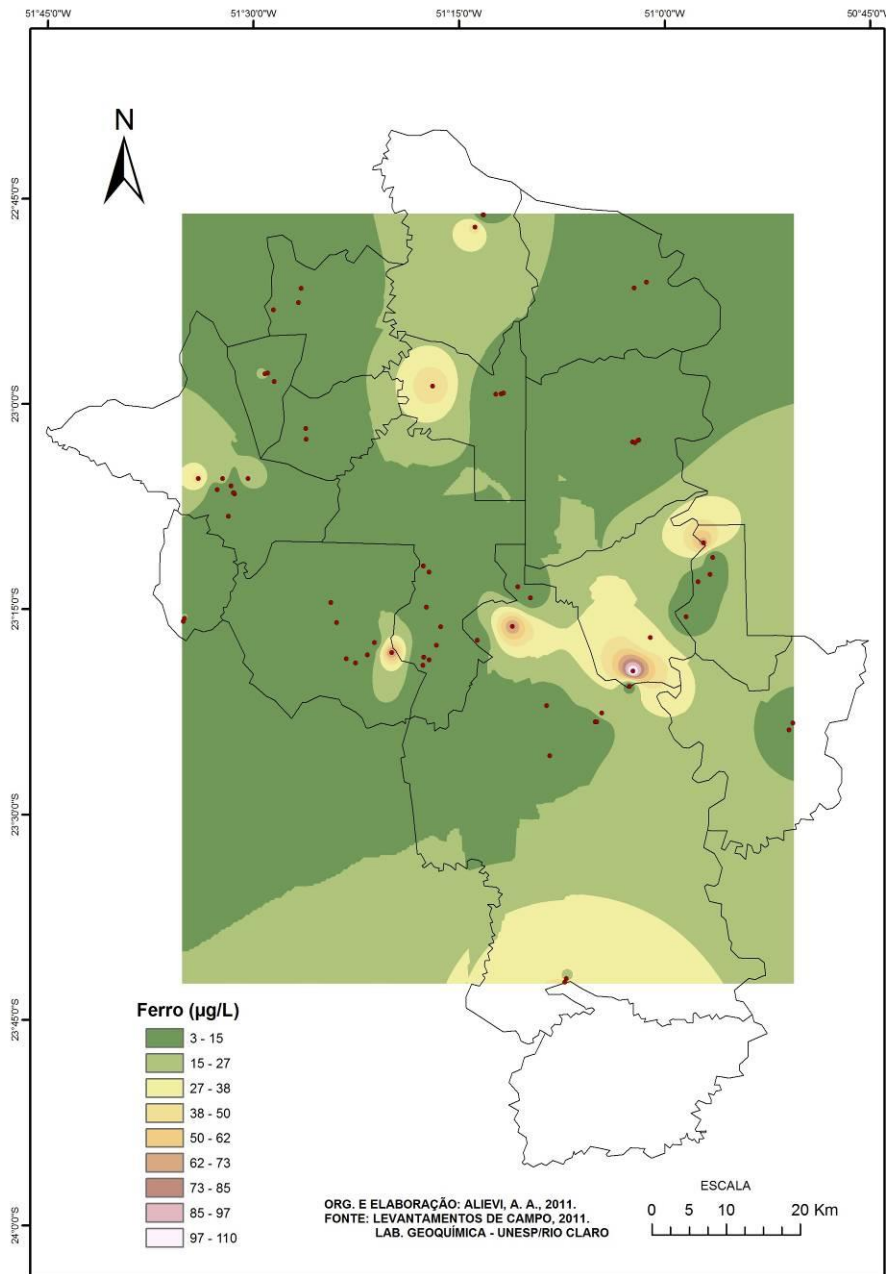 51°45'0"W 51°30'0"W 51°15'0"W 51°0'0"W 50°45'0"W
N
22°45'0"S
23°0'0"S
23°15'0"S
23°30'0"S
23°45'0"S
24°0'0"S
Ferro (µg/L)
3 - 15
15 - 27
27 - 38
38 - 50
50 - 62
62 - 73
73 - 85
85 - 97
97 - 110
ORG. E ELABORAÇÃO: ALIEVI, A. A., 2011.
FONTE: LEVANTAMENTOS DE CAMPO, 2011.
LAB. GEOQUÍMICA - UNESP/RIO CLARO
ESCALA
0 5 10 20 Km